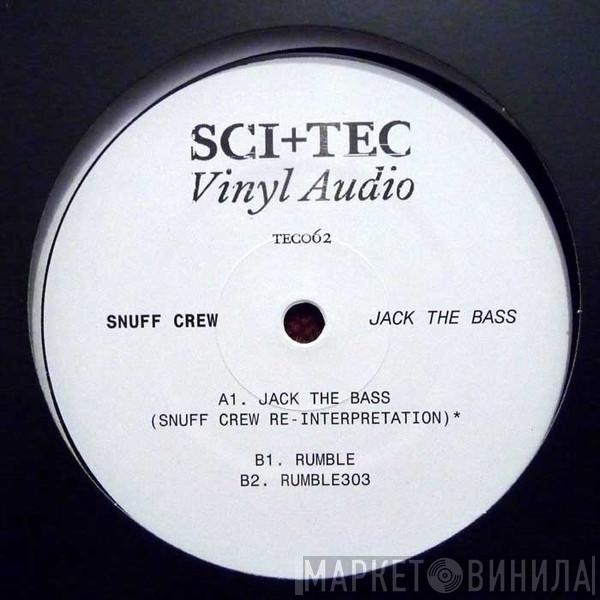 SCI+TEC
Vinyl Audio
TEC062
SNUFF CREW
JACK THE BASS
A1. JACK THE BASS
(SNUFF CREW RE-INTERPRETATION)*
B1. RUMBLE
B2. RUMBLE303
МАРКЕТ ВИНИЛА